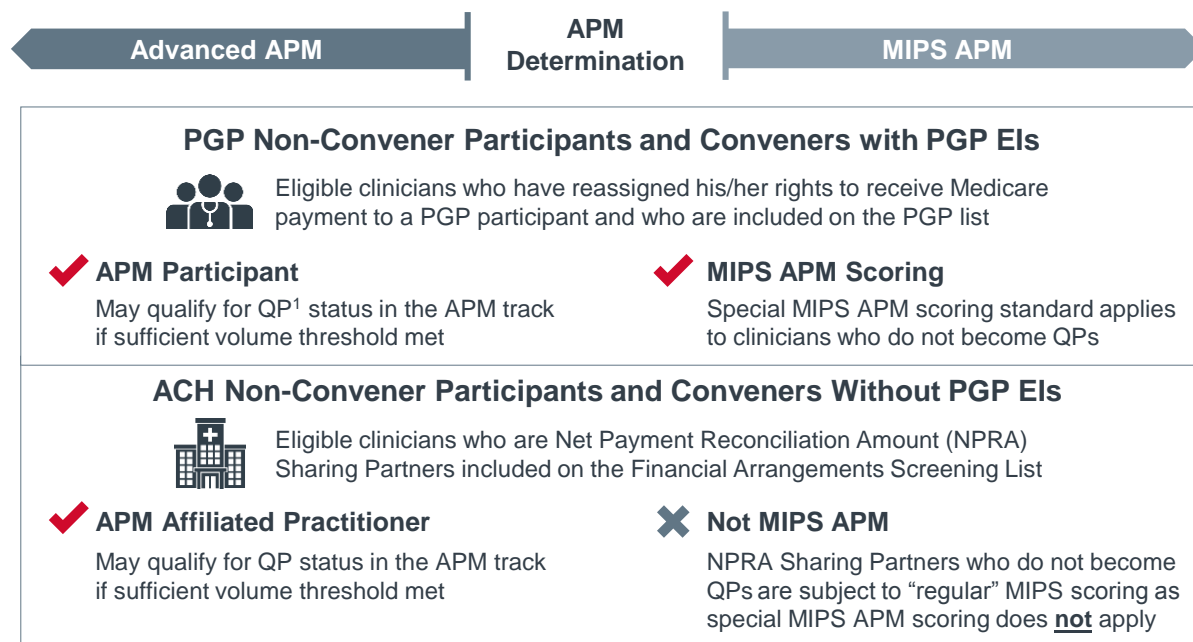 Advanced APM
APM
Determination
MIPS APM
PGP Non-Convener Participants and Conveners with PGP EIs
Eligible clinicians who have reassigned his/her rights to receive Medicare
payment to a PGP participant and who are included on the PGP list
APM Participant
May qualify for QP¹ status in the APM track
if sufficient volume threshold met
MIPS APM Scoring
Special MIPS APM scoring standard applies
to clinicians who do not become QPs
ACH Non-Convener Participants and Conveners Without PGP EIs
Eligible clinicians who are Net Payment Reconciliation Amount (NPRA)
Sharing Partners included on the Financial Arrangements Screening List
APM Affiliated Practitioner
May qualify for QP status in the APM track
if sufficient volume threshold met
Not MIPS APM
NPRA Sharing Partners who do not become
QPs are subject to “regular” MIPS scoring as
special MIPS APM scoring does not apply